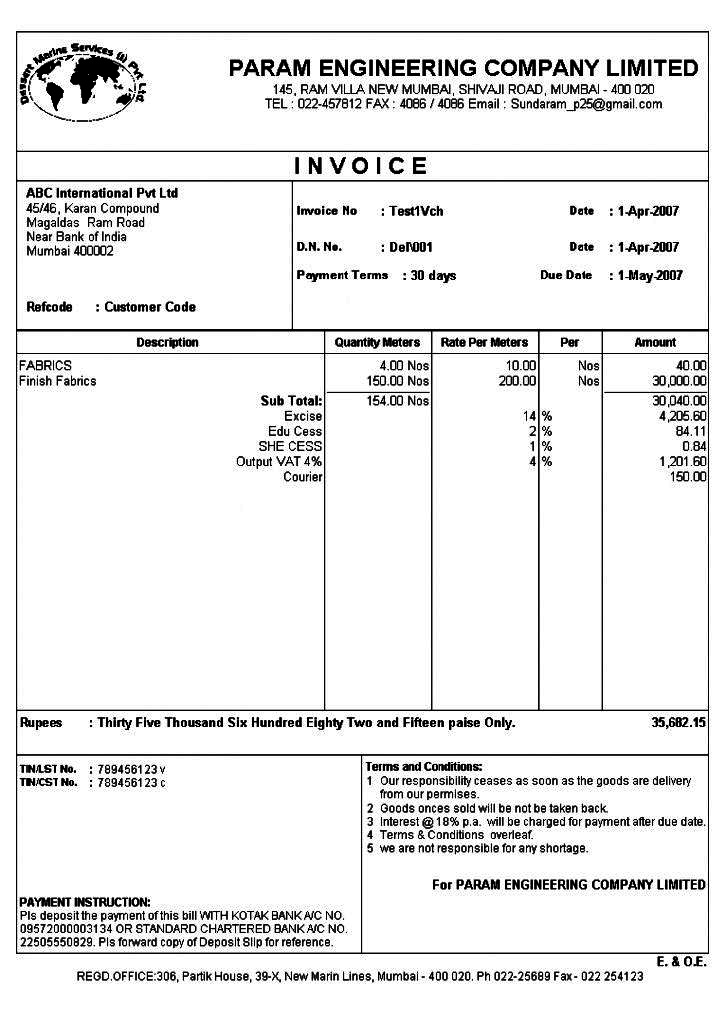 Dessert Marine Services (I) Pvt Ltd
PARAM ENGINEERING COMPANY LIMITED
145, RAM VILLA NEW MUMBAI, SHIVAJI ROAD, MUMBAI - 400 020
TEL : 022-457812 FAX : 4086 / 4086 Email : Sundaram_p25@gmail.com
INVOICE
ABC International Pvt Ltd
45/46, Karan Compound
Magaldas Ram Road
Near Bank of India
Mumbai 400002
Refcode : Customer Code
Invoice No : Test1Vch Date : 1-Apr-2007
D.N. No. : Del\001 Date : 1-Apr-2007
Payment Terms : 30 days Due Date : 1-May-2007
Description Quantity Meters Rate Per Meters Per Amount
FABRICS 4.00 Nos 10.00 Nos 40.00
Finish Fabrics 150.00 Nos 200.00 Nos 30,000.00
Sub Total: 154.00 Nos 30,040.00
Excise 14 % 4,205.60
Edu Cess 2 % 84.11
SHE CESS 1 % 0.84
Output VAT 4% 4 % 1,201.60
Courier 150.00
Rupees : Thirty Five Thousand Six Hundred Eighty Two and Fifteen paise Only. 35,682.15
TIN/LST No. : 789456123 v
TIN/CST No. : 789456123 c
PAYMENT INSTRUCTION:
Pls deposit the payment of this bill WITH KOTAK BANK A/C NO.
09572000003134 OR STANDARD CHARTERED BANK A/C NO.
22505550829. Pls forward copy of Deposit Slip for reference.
Terms and Conditions:
1 Our responsibility ceases as soon as the goods are delivery
from our permises.
2 Goods onces sold will be not be taken back.
3 Interest @ 18% p.a. will be charged for payment after due date.
4 Terms & Conditions overleaf.
5 we are not responsible for any shortage.
For PARAM ENGINEERING COMPANY LIMITED
E. & O.E.
REGD.OFFICE:306, Partik House, 39-X, New Marin Lines, Mumbai - 400 020. Ph 022-25689 Fax - 022 254123